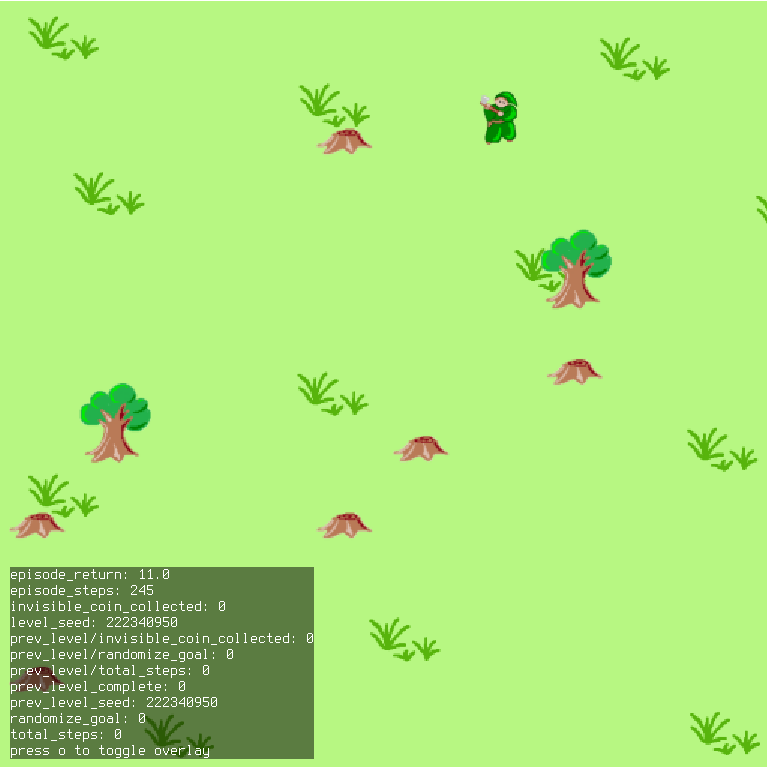 episode_return: 11.0
episode_steps: 245
invisible_coin_collected: 0
level_seed: 222340950
prev_level/invisible_coin_collected: 0
prev_level/randomize_goal: 0
prev_level/total_steps: 0
prev_level_complete: 0
prev_level_seed: 222340950
randomize_goal: 0
total_steps: 0
press o to toggle overlay